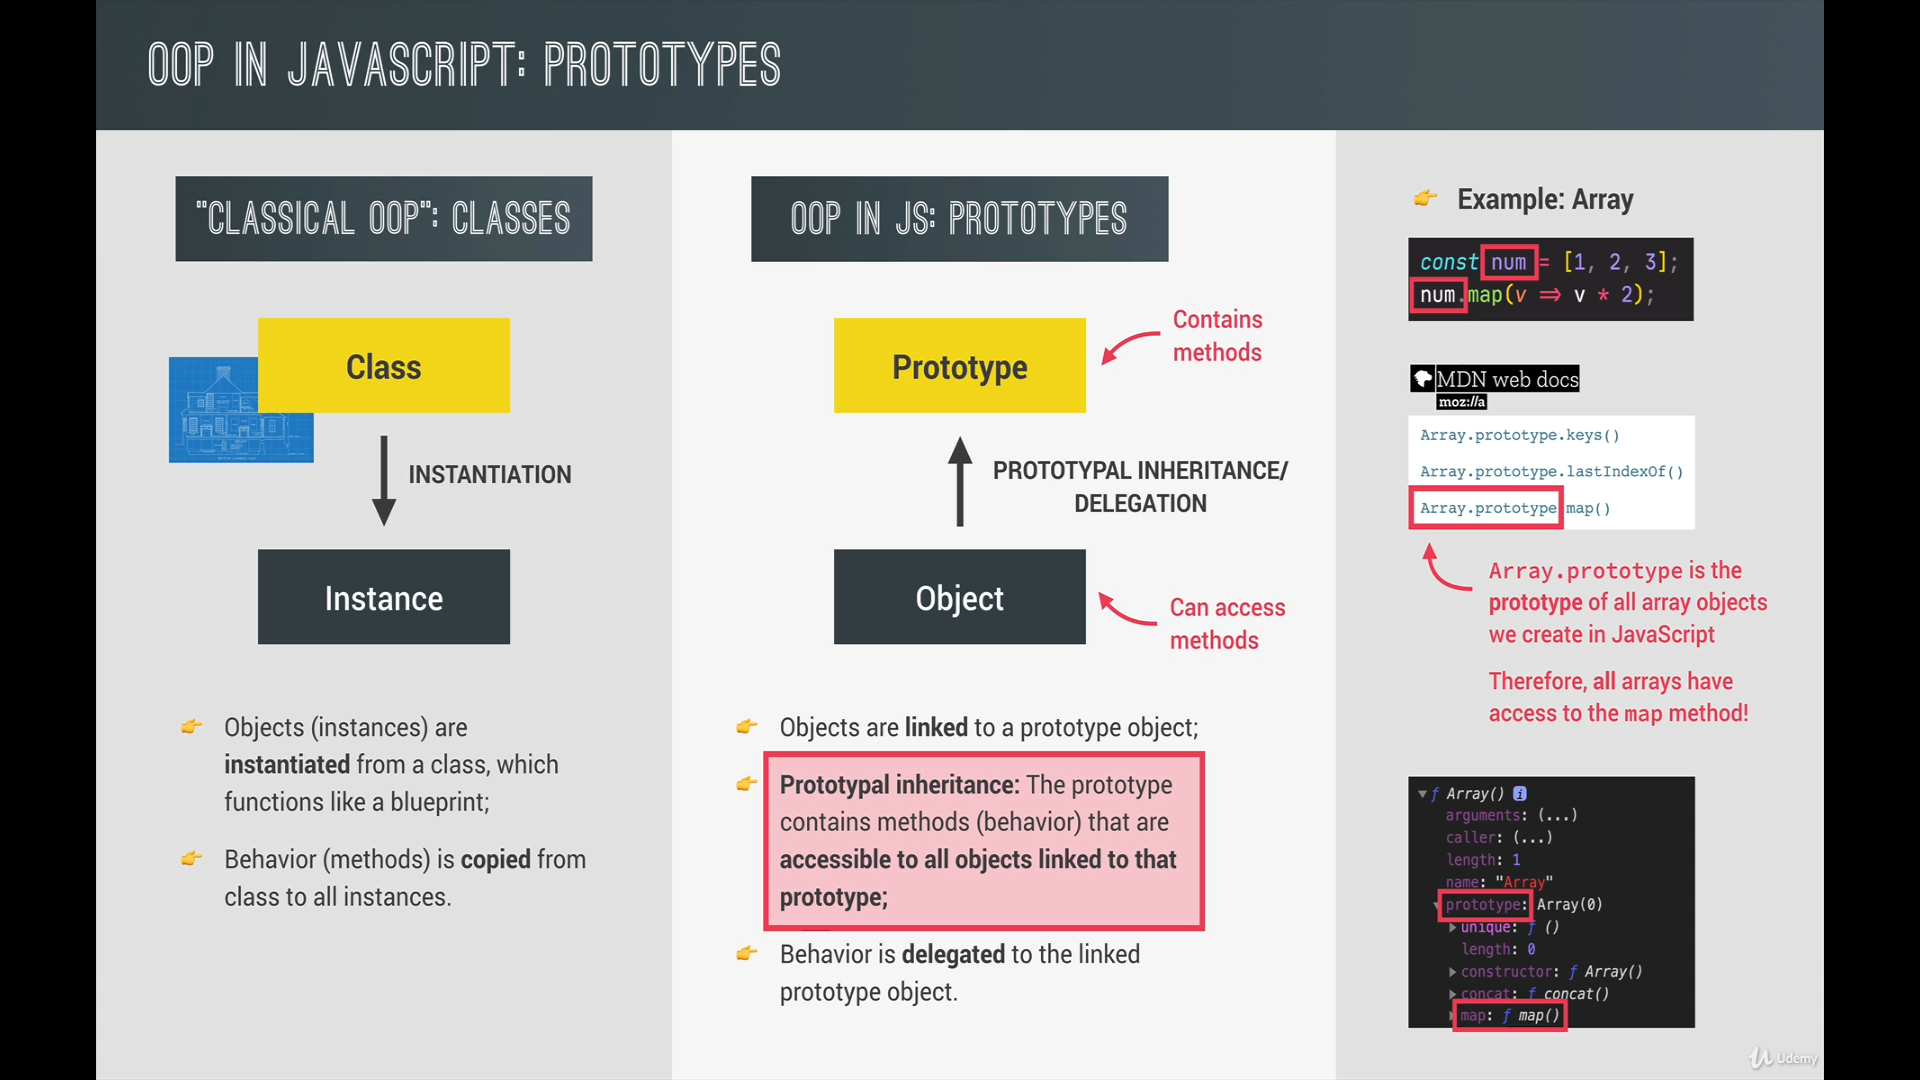 OOP IN JAVASCRIPT: PROTOTYPES
"CLASSICAL OOP": CLASSES
Class
INSTANTIATION
Instance
👉 Objects (instances) are
instantiated from a class, which
functions like a blueprint;
👉 Behavior (methods) is copied from
class to all instances.
OOP IN JS: PROTOTYPES
Prototype
Contains
methods
PROTOTYPAL INHERITANCE/
DELEGATION
Object
Can access
methods
👉 Objects are linked to a prototype object;
👉 Prototypal inheritance: The prototype
contains methods (behavior) that are
accessible to all objects linked to that
prototype;
👉 Behavior is delegated to the linked
prototype object.
👉 Example: Array
const num = [1, 2, 3];
num.map(v => v * 2);
MDN web docs
moz://a
Array.prototype.keys()
Array.prototype.lastIndexOf()
Array.prototype.map()
Array.prototype is the
prototype of all array objects
we create in JavaScript
Therefore, all arrays have
access to the map method!
▼ƒ Array() i
arguments: (...)
caller: (...)
length: 1
name: "Array"
▼prototype: Array(0)
▶unique: ƒ ()
length: 0
▶constructor: ƒ Array()
▶concat: ƒ concat()
▶map: ƒ map()
Udemy